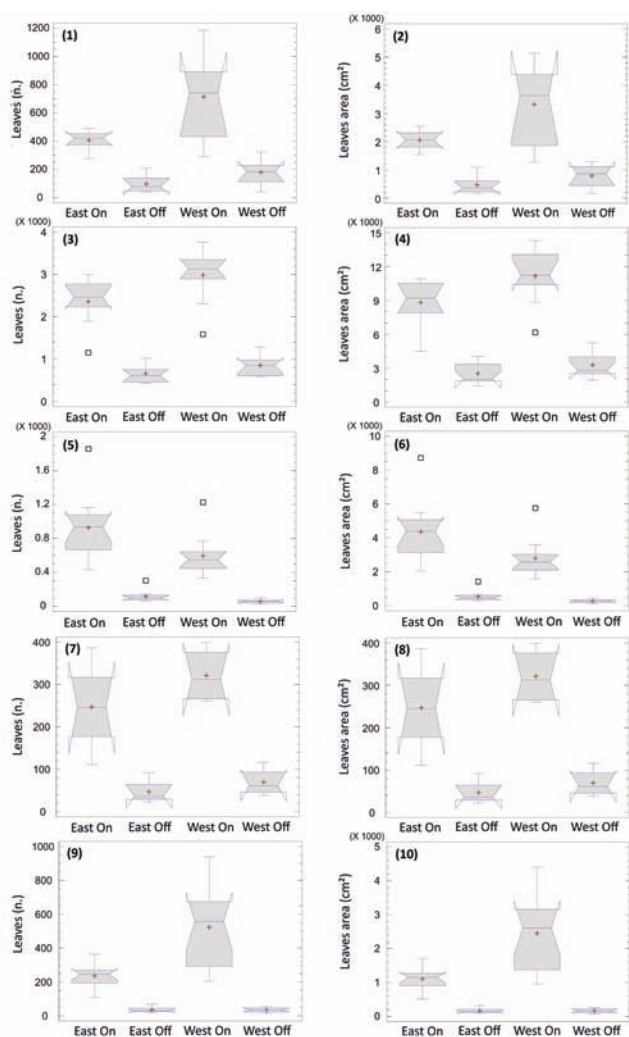 (1)
Leaves (n.)
1200
1000
800
600
400
200
0
East On East Off West On West Off
(X 1000)
(2)
Leaves area (cm²)
6
5
4
3
2
1
0
East On East Off West On West Off
(X 1000)
(3)
Leaves (n.)
4
3
2
1
0
East On East Off West On West Off
(X 1000)
(4)
Leaves area (cm²)
15
12
9
6
3
0
East On East Off West On West Off
(X 1000)
(5)
Leaves (n.)
2
1.6
1.2
0.8
0.4
0
East On East Off West On West Off
(X 1000)
(6)
Leaves area (cm²)
10
8
6
4
2
0
East On East Off West On West Off
(7)
Leaves (n.)
400
300
200
100
0
East On East Off West On West Off
(8)
Leaves area (cm²)
400
300
200
100
0
East On East Off West On West Off
(9)
Leaves (n.)
1000
800
600
400
200
0
East On East Off West On West Off
(X 1000)
(10)
Leaves area (cm²)
5
4
3
2
1
0
East On East Off West On West Off